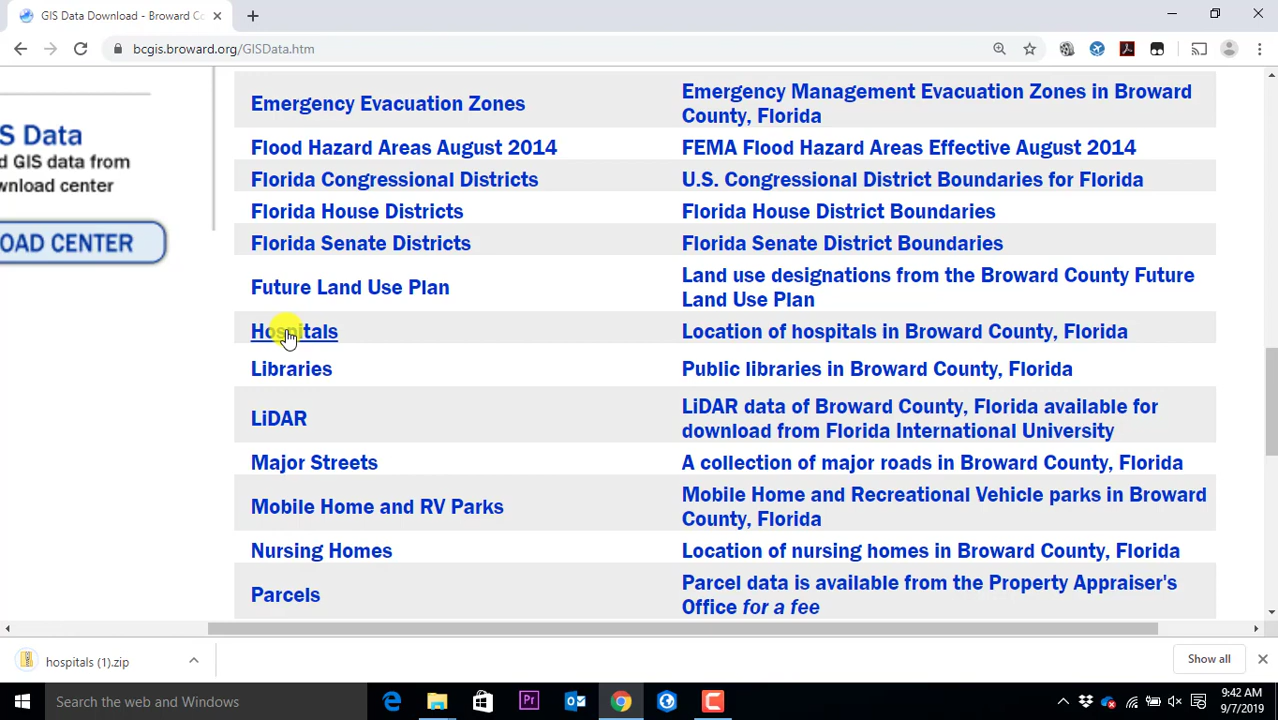 GIS Data Download - Broward Co
bcgis.broward.org/GISData.htm
S Data
d GIS data from
wnload center
OAD CENTER
Emergency Evacuation Zones
Emergency Management Evacuation Zones in Broward
County, Florida
Flood Hazard Areas August 2014
FEMA Flood Hazard Areas Effective August 2014
Florida Congressional Districts
U.S. Congressional District Boundaries for Florida
Florida House Districts
Florida House District Boundaries
Florida Senate Districts
Florida Senate District Boundaries
Future Land Use Plan
Land use designations from the Broward County Future
Land Use Plan
Hospitals
Location of hospitals in Broward County, Florida
Libraries
Public libraries in Broward County, Florida
LiDAR
LiDAR data of Broward County, Florida available for
download from Florida International University
Major Streets
A collection of major roads in Broward County, Florida
Mobile Home and RV Parks
Mobile Home and Recreational Vehicle parks in Broward
County, Florida
Nursing Homes
Location of nursing homes in Broward County, Florida
Parcels
Parcel data is available from the Property Appraiser's
Office for a fee
hospitals (1).zip
Show all
Search the web and Windows
Pr
9:42 AM
9/7/2019